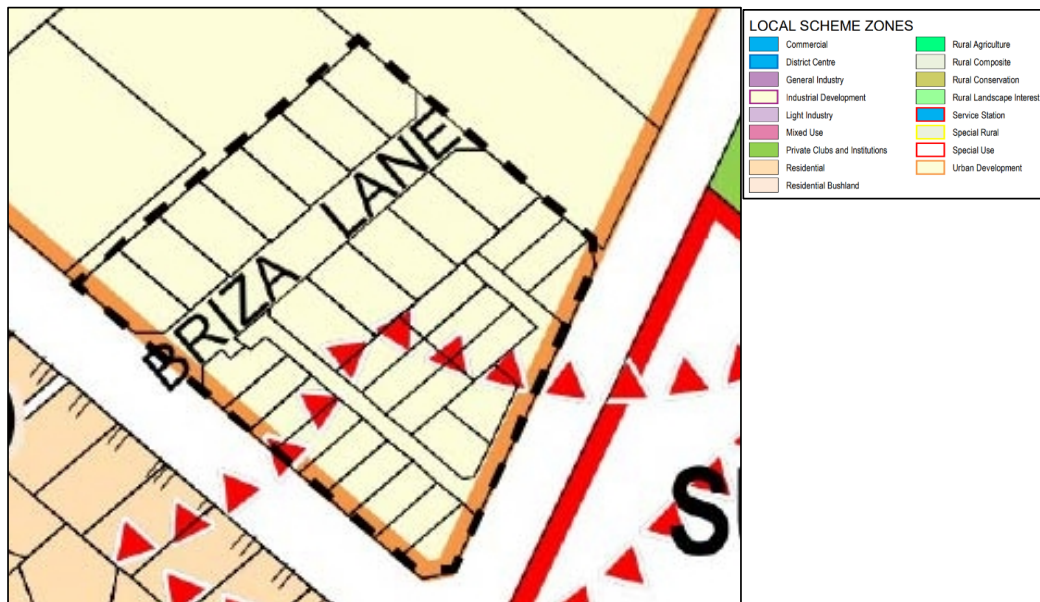 BRIZA LANE
LOCAL SCHEME ZONES
Commercial
District Centre
General Industry
Industrial Development
Light Industry
Mixed Use
Private Clubs and Institutions
Residential
Residential Bushland
Rural Agriculture
Rural Composite
Rural Conservation
Rural Landscape Interest
Service Station
Special Rural
Special Use
Urban Development